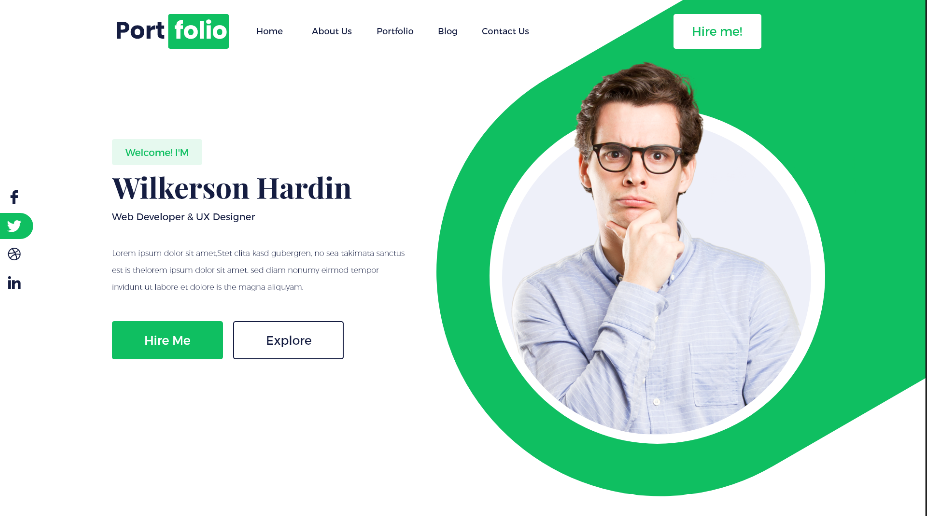 Port folio
Home About Us Portfolio Blog Contact Us
Hire me!
Welcome! I'M
Wilkerson Hardin
Web Developer & UX Designer
Lorem ipsum dolor sit amet,Stet clita kasd gubergren, no sea takimata sanctus
est is thelorem ipsum dolor sit amet, sed diam nonumy eirmod tempor
invidunt ut labore et dolore is the magna aliquyam.
Hire Me
Explore